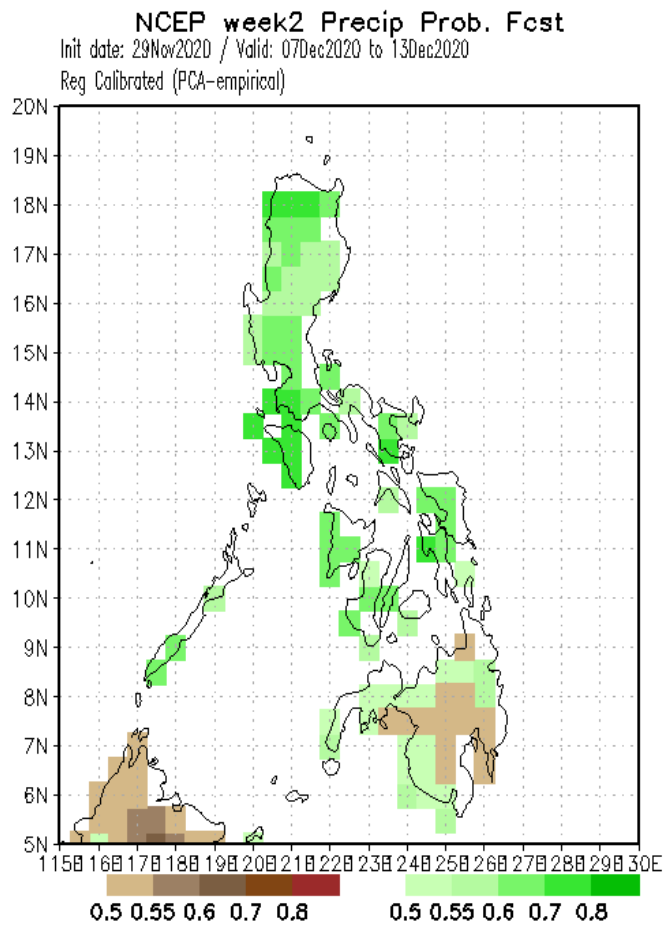 NCEP week2 Precip Prob. Fcst
Init date: 29Nov2020 / Valid: 07Dec2020 to 13Dec2020
Reg Calibrated (PCA-empirical)
20N
19N
18N
17N
16N
15N
14N
13N
12N
11N
10N
9N
8N
7N
6N
5N
115E 116E 117E 118E 119E 120E 121E 122E 123E 124E 125E 126E 127E 128E 129E 130E
0.5 0.55 0.6 0.7 0.8 0.5 0.55 0.6 0.7 0.8